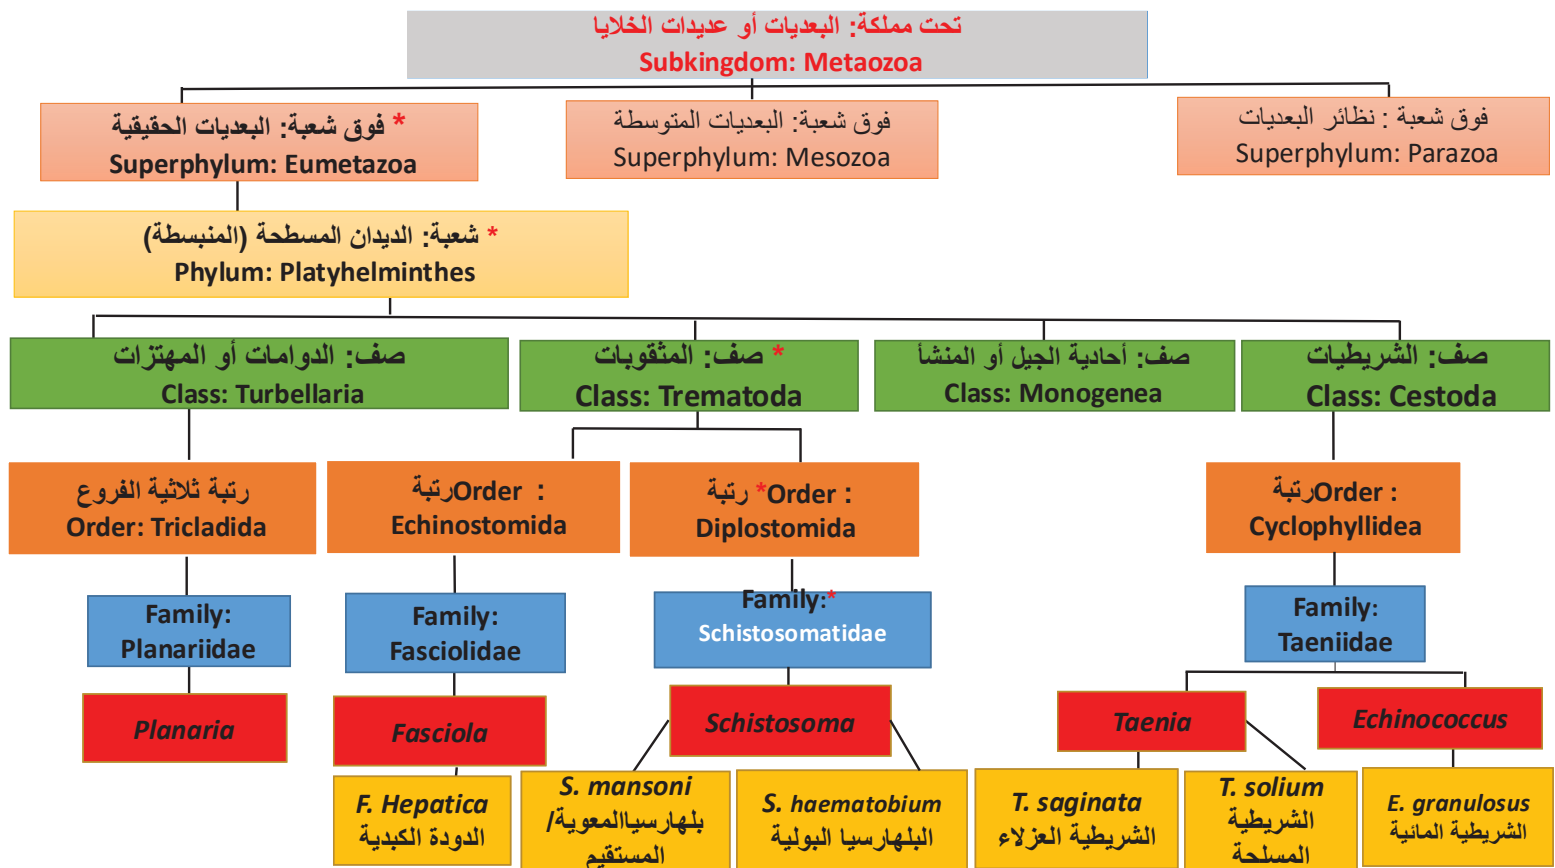 تحت مملكة: البعديات أو عديدات الخلايا
Subkingdom: Metaozoa
* فوق شعبة: البعديات الحقيقية
Superphylum: Eumetazoa
فوق شعبة: البعديات المتوسطة
Superphylum: Mesozoa
فوق شعبة : نظائر البعديات
Superphylum: Parazoa
* شعبة: الديدان المسطحة (المنبسطة)
Phylum: Platyhelminthes
صف: الدوامات أو المهتزات
Class: Turbellaria
* صف: المثقوبات
Class: Trematoda
صف: أحادية الجيل أو المنشأ
Class: Monogenea
صف: الشريطيات
Class: Cestoda
رتبة ثلاثية الفروع
Order: Tricladida
رتبةOrder :
Echinostomida
رتبة *Order :
Diplostomida
رتبةOrder :
Cyclophyllidea
Family:
Planariidae
Family:
Fasciolidae
Family:*
Schistosomatidae
Family:
Taeniidae
Planaria
Fasciola
Schistosoma
Taenia
Echinococcus
F. Hepatica
الدودة الكبدية
S. mansoni
بلهارسياالمعوية/
المستقيم
S. haematobium
البلهارسيا البولية
T. saginata
الشريطية العزلاء
T. solium
الشريطية
المسلحة
E. granulosus
الشريطية المائية